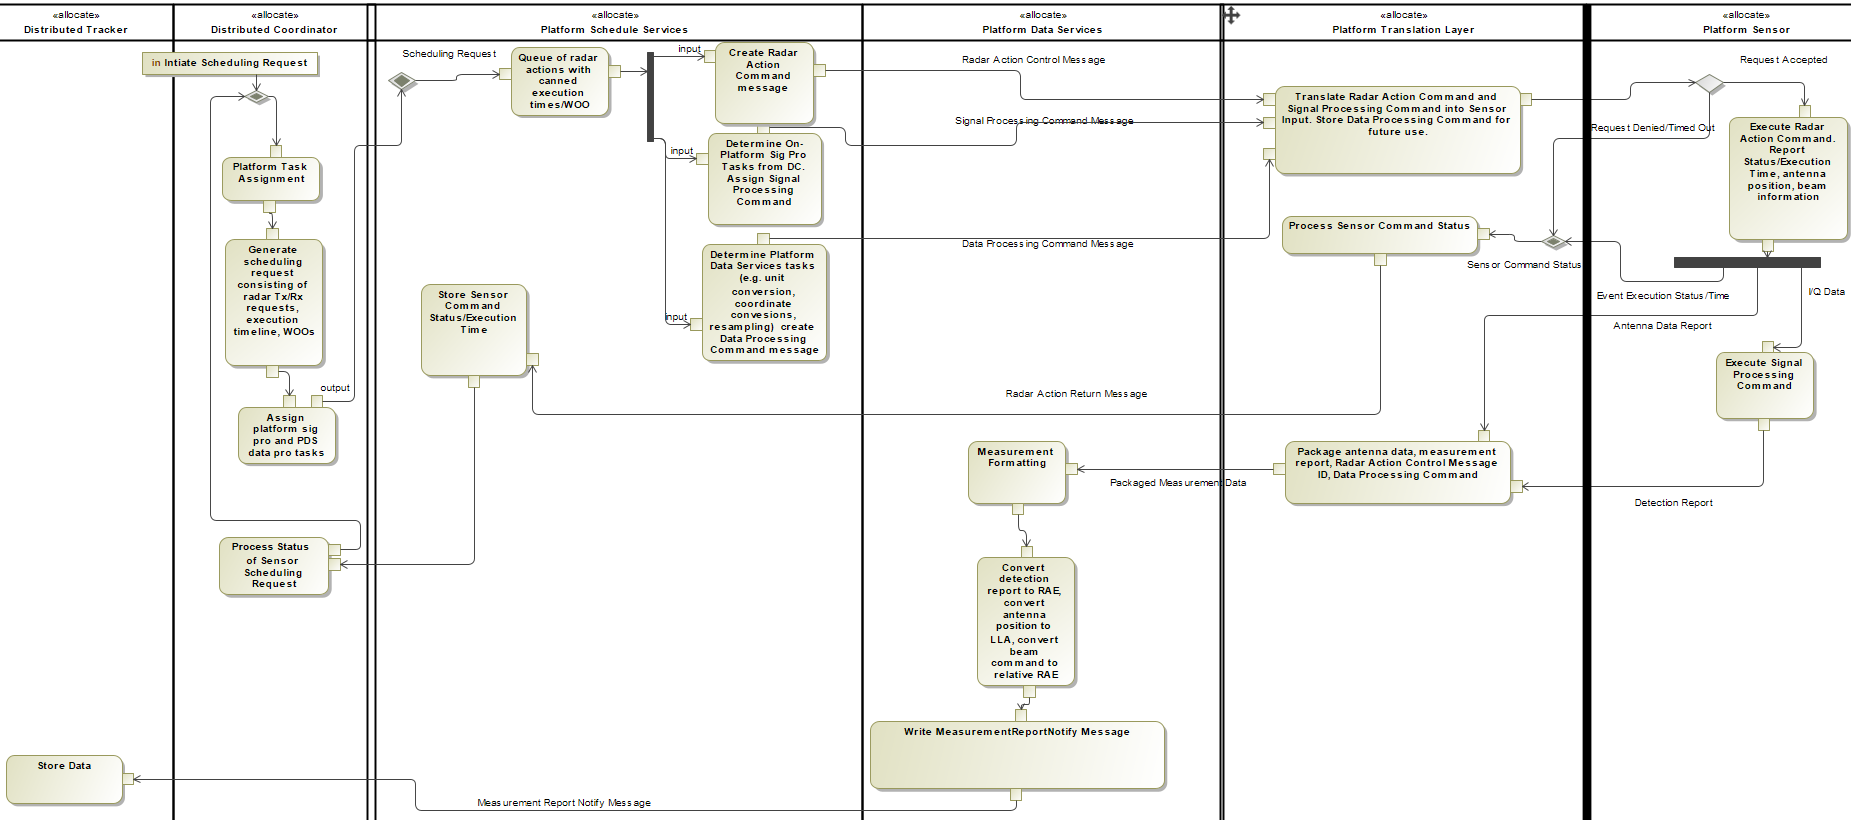 «allocate»
Distributed Tracker
«allocate»
Distributed Coordinator
«allocate»
Platform Schedule Services
«allocate»
Platform Data Services
«allocate»
Platform Translation Layer
«allocate»
Platform Sensor
in Intiate Scheduling Request
Platform Task
Assignment
Generate
scheduling
request
consisting of
radar Tx/Rx
requests,
execution
timeline, WOOs
output
Assign
platform sig
pro and PDS
data pro tasks
Process Status
of Sensor
Scheduling
Request
Store Data
Scheduling Request
Queue of radar
actions with
canned
execution
times/WOO
input
Create Radar
Action
Command
message
input
Determine On-
Platform Sig Pro
Tasks from DC.
Assign Signal
Processing
Command
input
Determine Platform
Data Services tasks
(e.g. unit
conversion,
coordinate
convesions,
resampling) create
Data Processing
Command message
Store Sensor
Command
Status/Execution
Time
Radar Action Control Message
Signal Processing Command Message
Data Processing Command Message
Radar Action Return Message
Measurement
Formatting
Packaged Measurement Data
Convert
detection
report to RAE,
convert
antenna
position to
LLA, convert
beam
command to
relative RAE
Write MeasurementReportNotify Message
Measurement Report Notify Message
Translate Radar Action Command and
Signal Processing Command into Sensor
Input. Store Data Processing Command for
future use.
Process Sensor Command Status
Sensor Command Status
Package antenna data, measurement
report, Radar Action Control Message
ID, Data Processing Command
Request Accepted
Request Denied/Timed Out
Execute Radar
Action Command.
Report
Status/Execution
Time, antenna
position, beam
information
Event Execution Status/Time
I/Q Data
Antenna Data Report
Execute Signal
Processing
Command
Detection Report